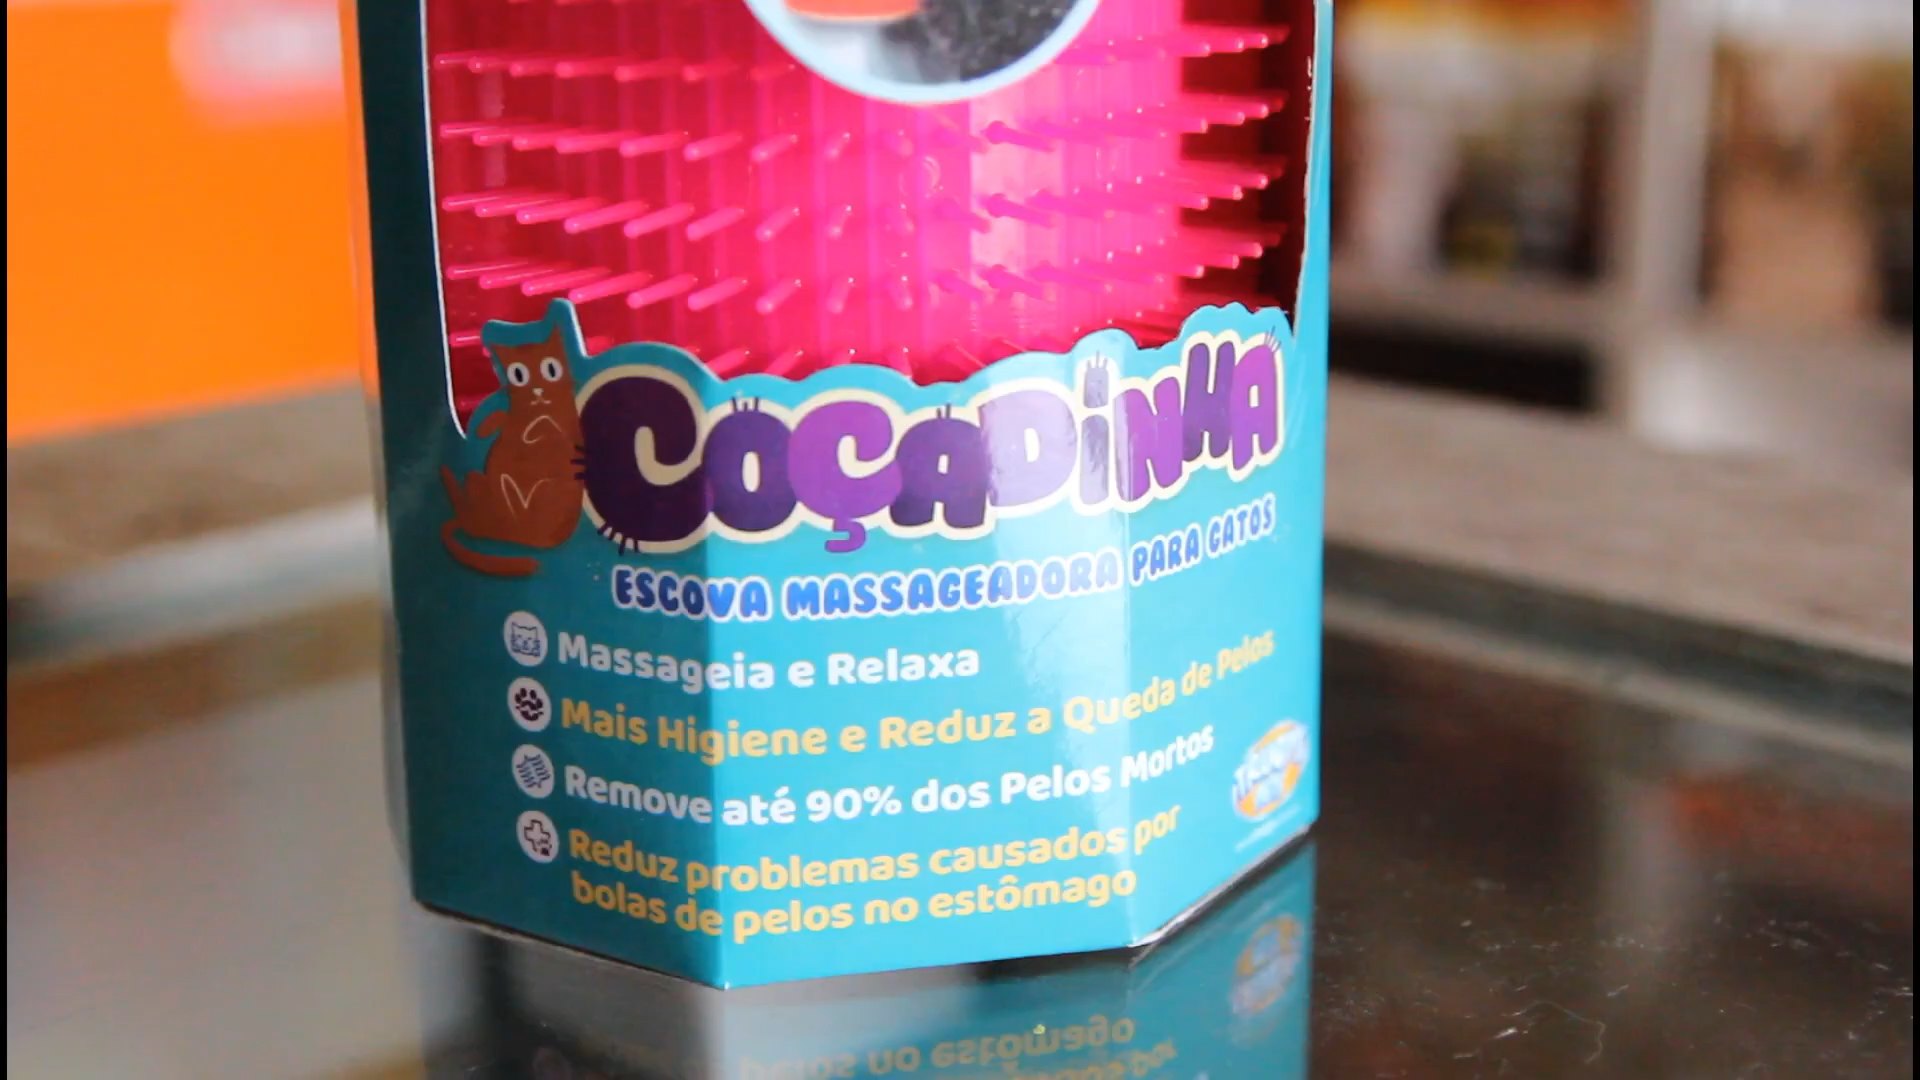 COÇADiNHA
ESCOVA MASSAGEADORA PARA GATOS
Massageia e Relaxa
Mais Higiene e Reduz a Queda de Pelos
Remove até 90% dos Pelos Mortos
Reduz problemas causados por
bolas de pelos no estômago